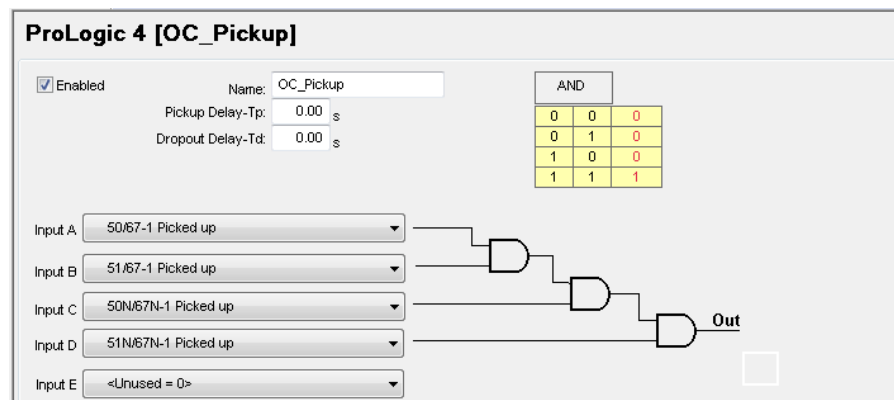 ProLogic 4 [OC_Pickup]
Enabled
Name: OC_Pickup
Pickup Delay-Tp: 0.00 s
Dropout Delay-Td: 0.00 s
AND
0 0 0
0 1 0
1 0 0
1 1 1
Input A 50/67-1 Picked up
Input B 51/67-1 Picked up
Input C 50N/67N-1 Picked up
Out
Input D 51N/67N-1 Picked up
Input E <Unused = 0>